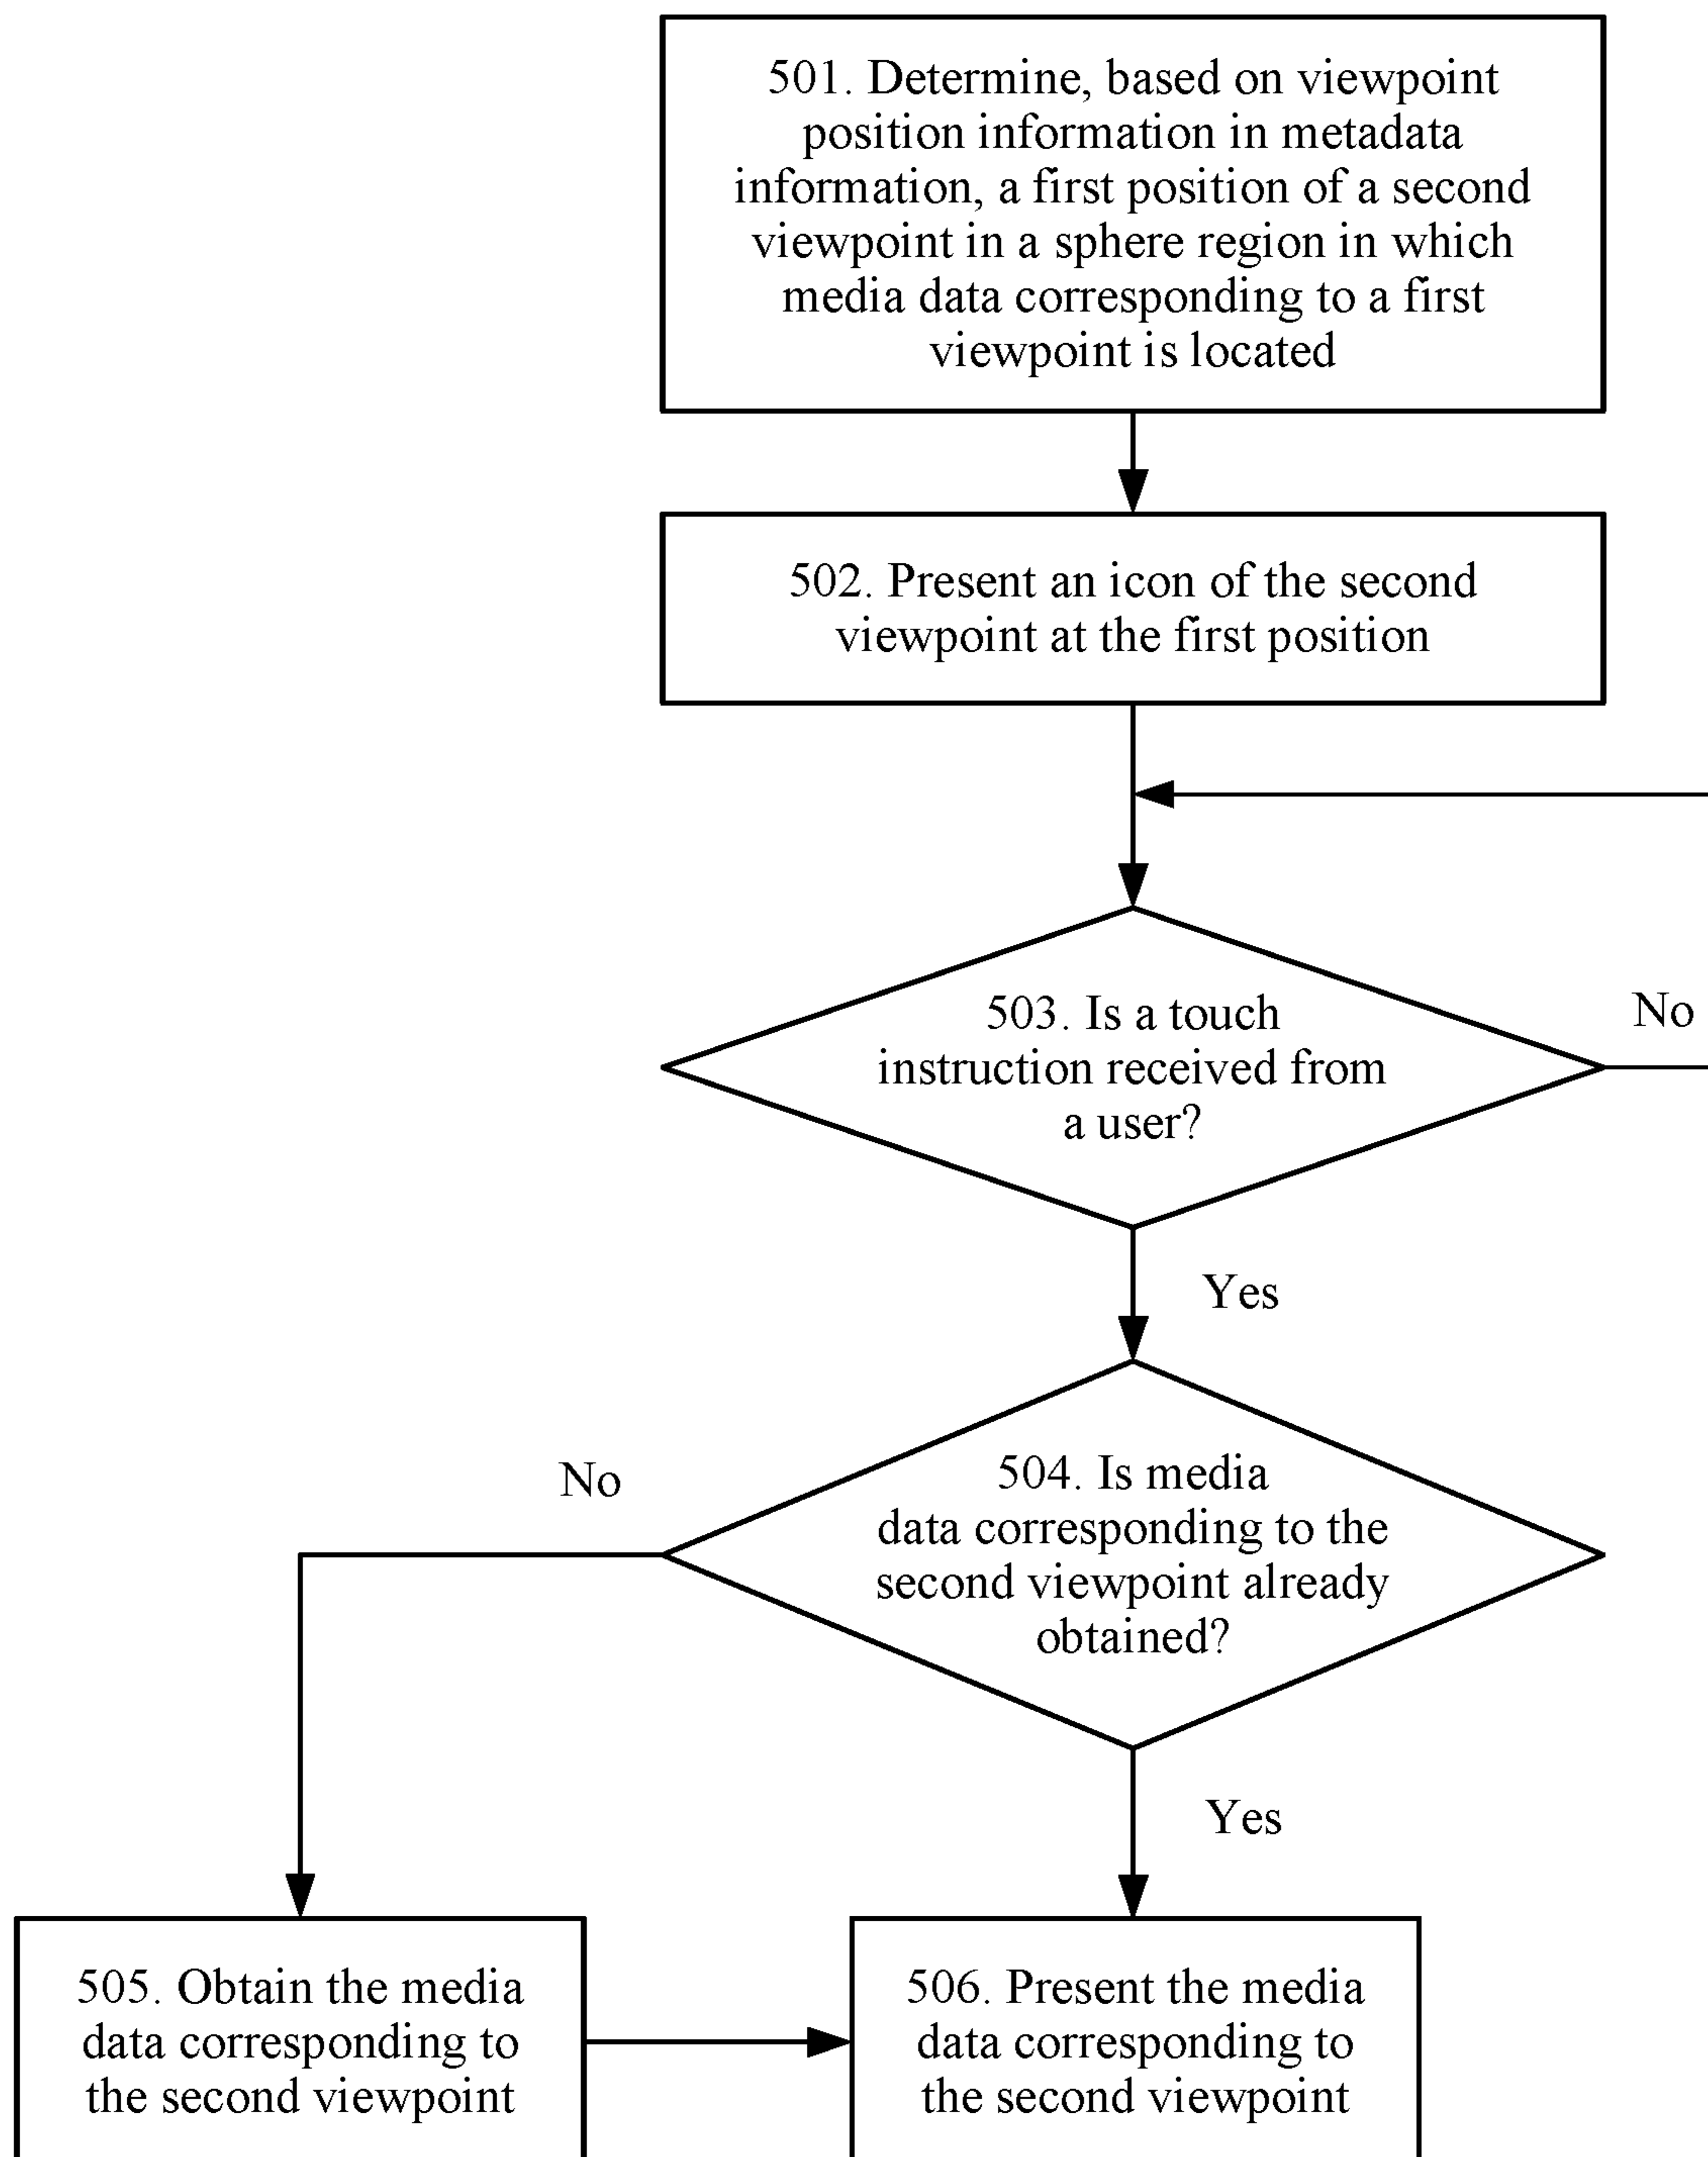 501. Determine, based on viewpoint
position information in metadata
information, a first position of a second
viewpoint in a sphere region in which
media data corresponding to a first
viewpoint is located
502. Present an icon of the second
viewpoint at the first position
503. Is a touch
instruction received from
a user?
No
Yes
504. Is media
data corresponding to the
second viewpoint already
obtained?
No
Yes
505. Obtain the media
data corresponding to
the second viewpoint
506. Present the media
data corresponding to
the second viewpoint